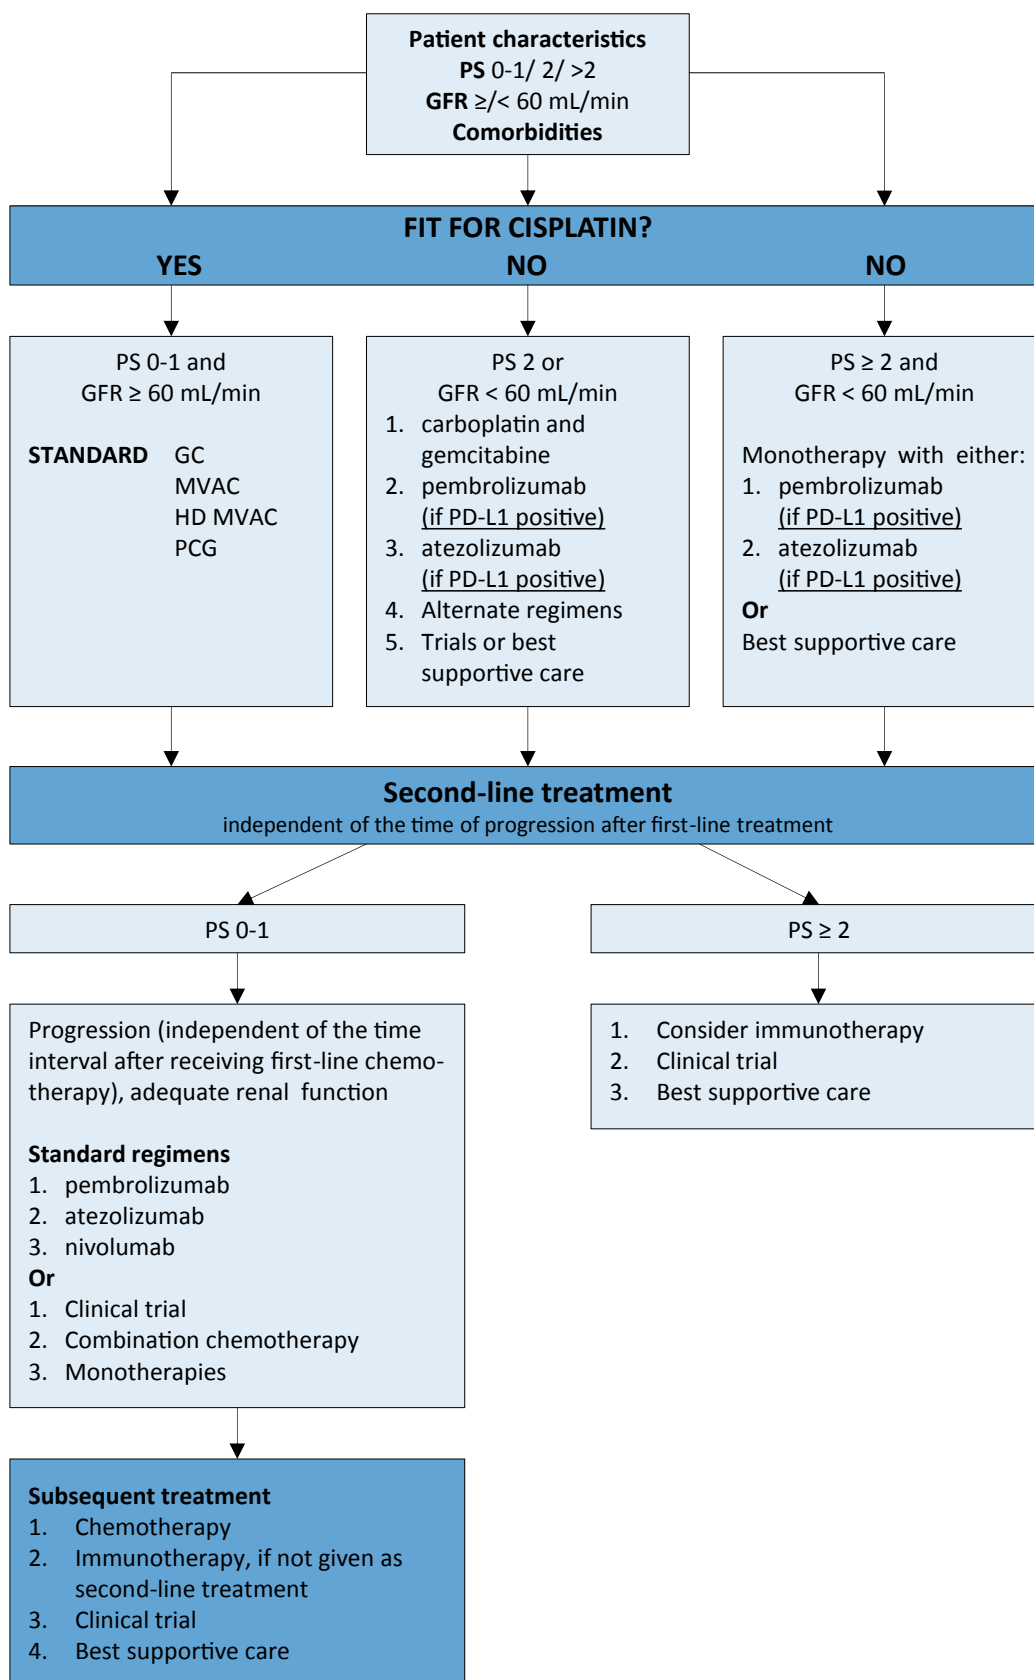 Patient characteristics
PS 0-1/ 2/ >2
GFR ≥/< 60 mL/min
Comorbidities
FIT FOR CISPLATIN?
YES
NO
NO
PS 0-1 and
GFR ≥ 60 mL/min
STANDARD GC
MVAC
HD MVAC
PCG
PS 2 or
GFR < 60 mL/min
1. carboplatin and
gemcitabine
2. pembrolizumab
(if PD-L1 positive)
3. atezolizumab
(if PD-L1 positive)
4. Alternate regimens
5. Trials or best
supportive care
PS ≥ 2 and
GFR < 60 mL/min
Monotherapy with either:
1. pembrolizumab
(if PD-L1 positive)
2. atezolizumab
(if PD-L1 positive)
Or
Best supportive care
Second-line treatment
independent of the time of progression after first-line treatment
PS 0-1
PS ≥ 2
Progression (independent of the time
interval after receiving first-line chemo-
therapy), adequate renal function
Standard regimens
1. pembrolizumab
2. atezolizumab
3. nivolumab
Or
1. Clinical trial
2. Combination chemotherapy
3. Monotherapies
1. Consider immunotherapy
2. Clinical trial
3. Best supportive care
Subsequent treatment
1. Chemotherapy
2. Immunotherapy, if not given as
second-line treatment
3. Clinical trial
4. Best supportive care